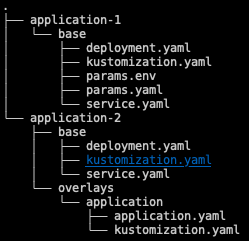 .
├── application-1
│   └── base
│       ├── deployment.yaml
│       ├── kustomization.yaml
│       ├── params.env
│       ├── params.yaml
│       └── service.yaml
└── application-2
    ├── base
    │   ├── deployment.yaml
    │   ├── kustomization.yaml
    │   └── service.yaml
    └── overlays
        └── application
            ├── application.yaml
            └── kustomization.yaml